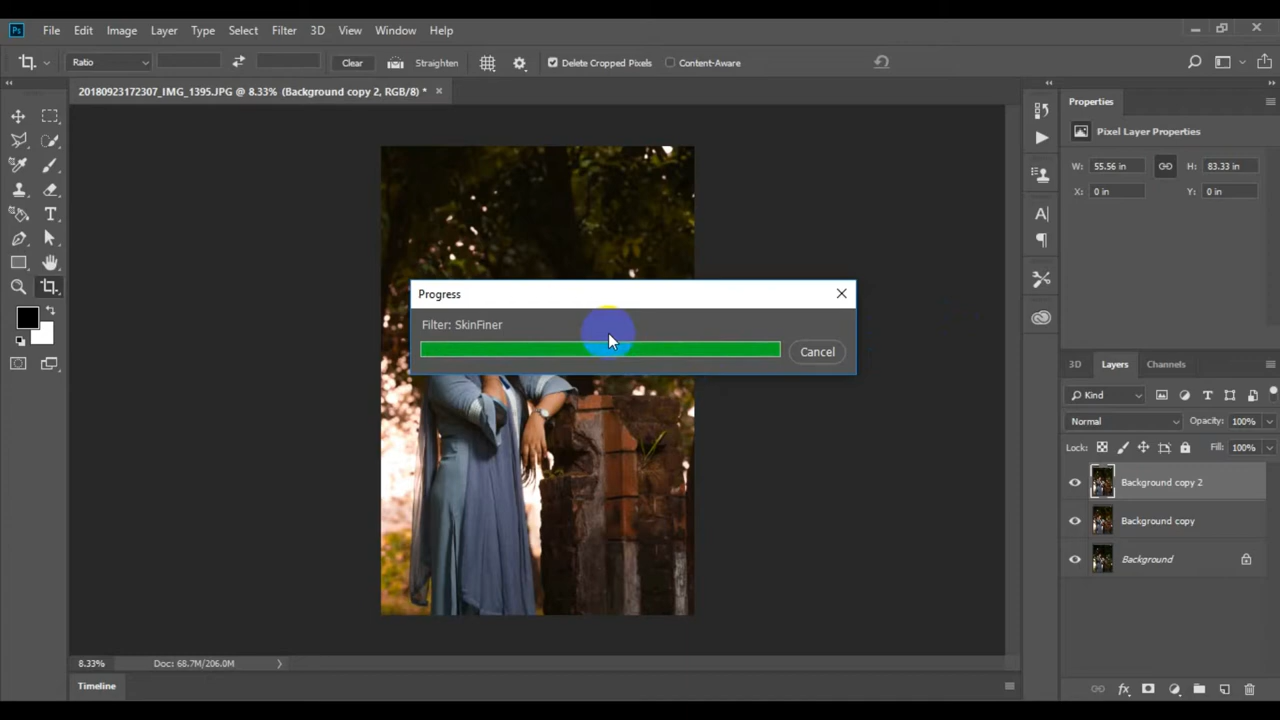 Ps File Edit Image Layer Type Select Filter 3D View Window Help
Ratio Clear Straighten Delete Cropped Pixels Content-Aware
20180923172307_IMG_1395.JPG @ 8.33% (Background copy 2, RGB/8) *
Properties
Pixel Layer Properties
W: 55.56 in H: 83.33 in
X: 0 in Y: 0 in
Progress
Filter: SkinFiner
Cancel
3D Layers Channels
Kind
Normal Opacity: 100%
Lock: Fill: 100%
Background copy 2
Background copy
Background
8.33% Doc: 68.7M/206.0M
Timeline